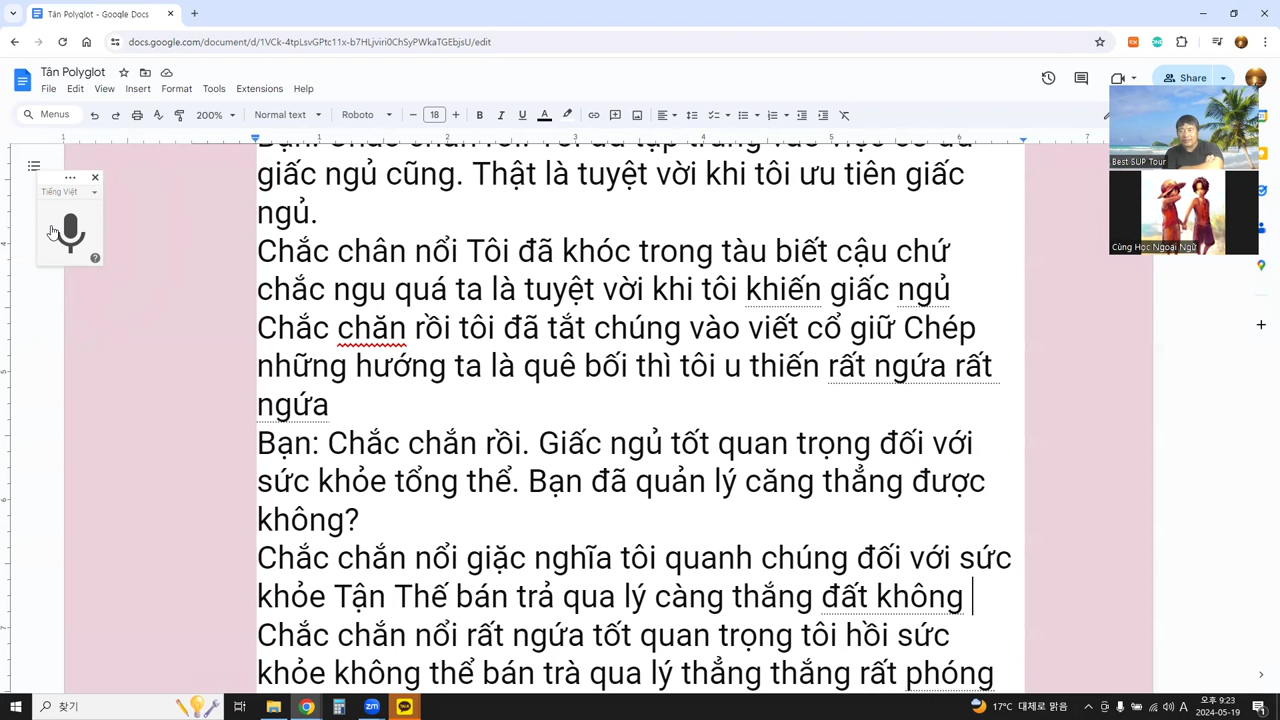 Tân Polyglot - Google Docs
docs.google.com/document/d/1VCk-4tpLsvGPtc11x-b7HLjviri0ChSyPWkaTGEbjsU/edit
Tân Polyglot
Share
File Edit View Insert Format Tools Extensions Help
Menus 200% Normal text Roboto 18
1 1 2 3 4 5 6 7
Best SUP Tour
Cùng Học Ngoại Ngữ
Tiếng Việt
giấc ngủ cũng. Thật là tuyệt vời khi tôi ưu tiên giấc
ngủ.
Chắc chân nổi Tôi đã khóc trong tàu biết cậu chứ
chắc ngu quá ta là tuyệt vời khi tôi khiến giấc ngủ
Chắc chăn rồi tôi đã tắt chúng vào viết cổ giữ Chép
những hướng ta là quê bối thì tôi u thiến rất ngứa rất
ngứa
Bạn: Chắc chắn rồi. Giấc ngủ tốt quan trọng đối với
sức khỏe tổng thể. Bạn đã quản lý căng thẳng được
không?
Chắc chắn nổi giặc nghĩa tôi quanh chúng đối với sức
khỏe Tận Thế bán trả qua lý càng thắng đất không
Chắc chắn nổi rất ngứa tốt quan trọng tôi hồi sức
khỏe không thể bán trà qua lý thẳng thắng rất phóng
찾기
17°C 대체로 맑음
A
오후 9:23
2024-05-19